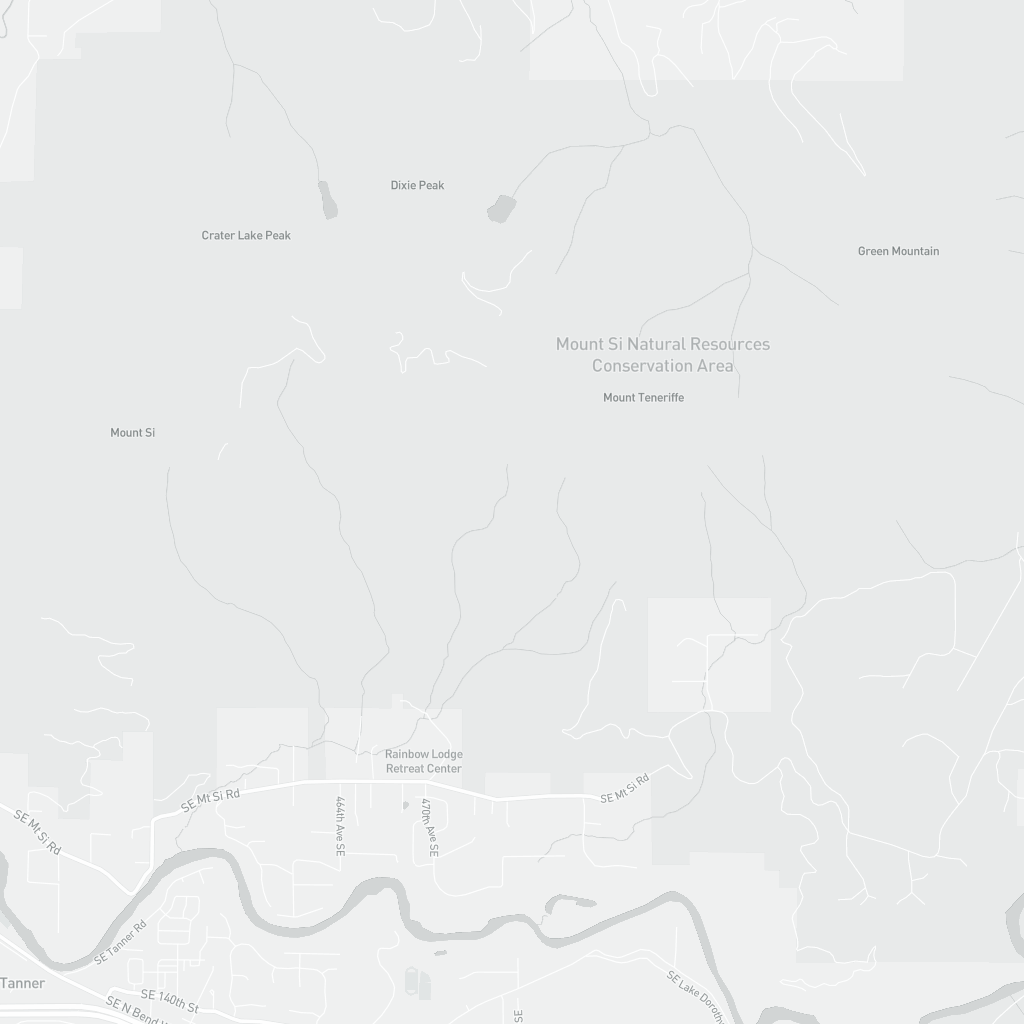 Dixie Peak
Crater Lake Peak
Green Mountain
Mount Si Natural Resources
Conservation Area
Mount Teneriffe
Mount Si
Rainbow Lodge
Retreat Center
SE Mt Si Rd
SE Mt Si Rd
SE Mt Si Rd
464th Ave SE
470th Ave SE
SE Tanner Rd
Tanner
SE 140th St
SE N Bend
SE Lake Dorothy
SE